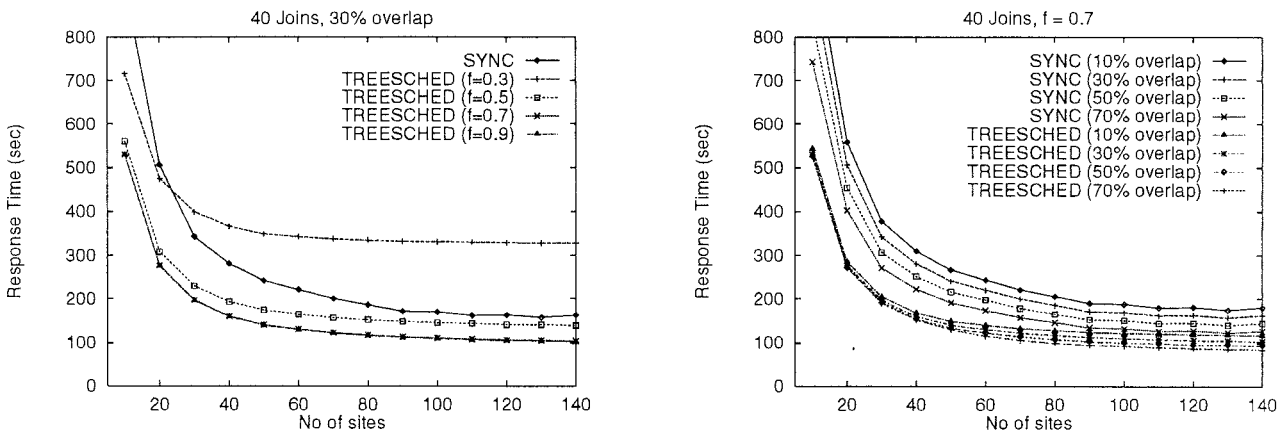 40 Joins, 30% overlap
800
700
600
500
400
300
200
100
0
Response Time (sec)
SYNC
TREESCHED (f=0.3)
TREESCHED (f=0.5)
TREESCHED (f=0.7)
TREESCHED (f=0.9)
20 40 60 80 100 120 140
No of sites
40 Joins, f = 0.7
800
700
600
500
400
300
200
100
0
Response Time (sec)
SYNC (10% overlap)
SYNC (30% overlap)
SYNC (50% overlap)
SYNC (70% overlap)
TREESCHED (10% overlap)
TREESCHED (30% overlap)
TREESCHED (50% overlap)
TREESCHED (70% overlap)
20 40 60 80 100 120 140
No of sites